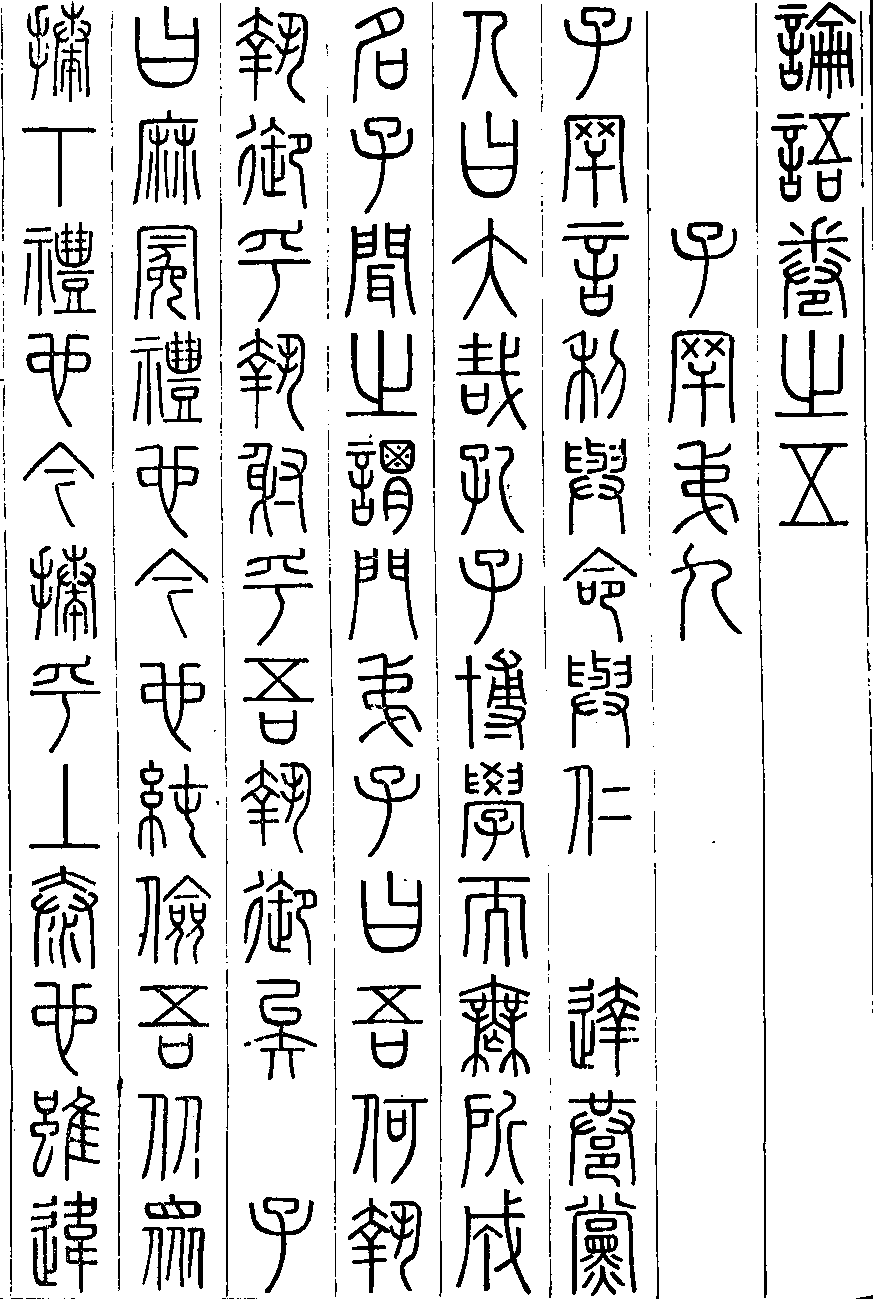 論語卷之五
子罕弟九
子罕言利與命與仁　達巷黨
人曰大哉孔子博學而無所成
名子聞之謂門弟子曰吾何執
執御乎執射乎吾執御矣　子
曰麻冕禮也今也純儉吾从眾
拜下禮也今拜乎上泰也雖違